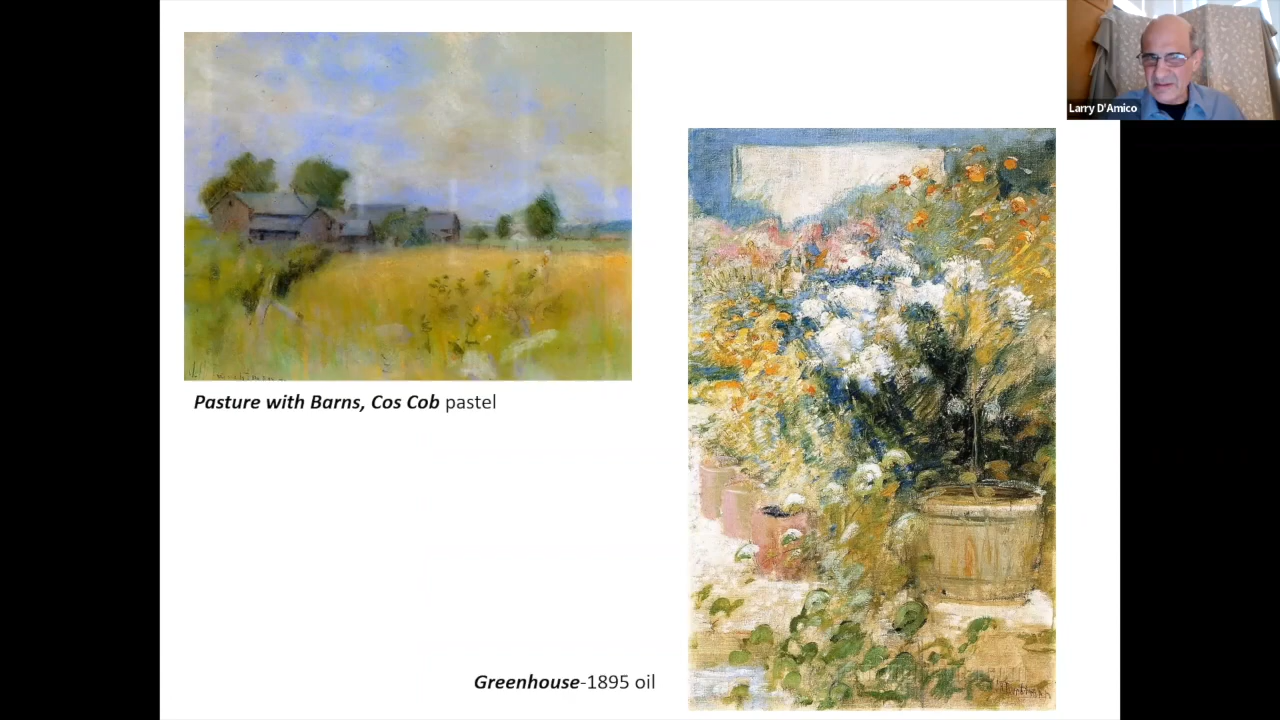 Larry D'Amico
Pasture with Barns, Cos Cob pastel
Greenhouse-1895 oil